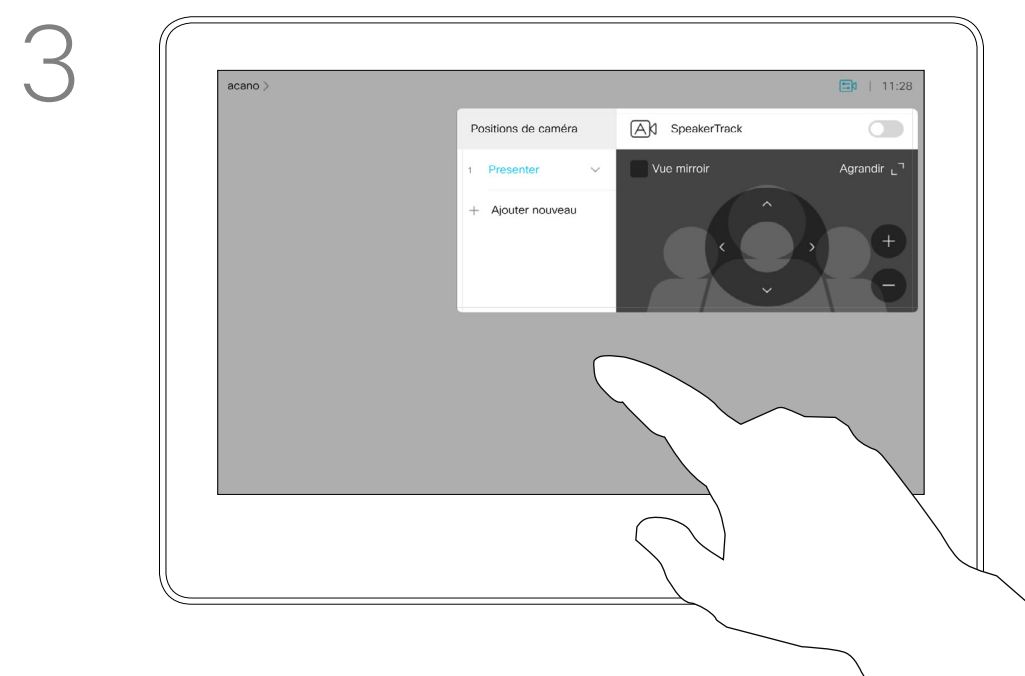 3
acano >
| 11:28
Positions de caméra
A SpeakerTrack
1 Presenter
Vue mirroir
Agrandir
+ Ajouter nouveau
+
−